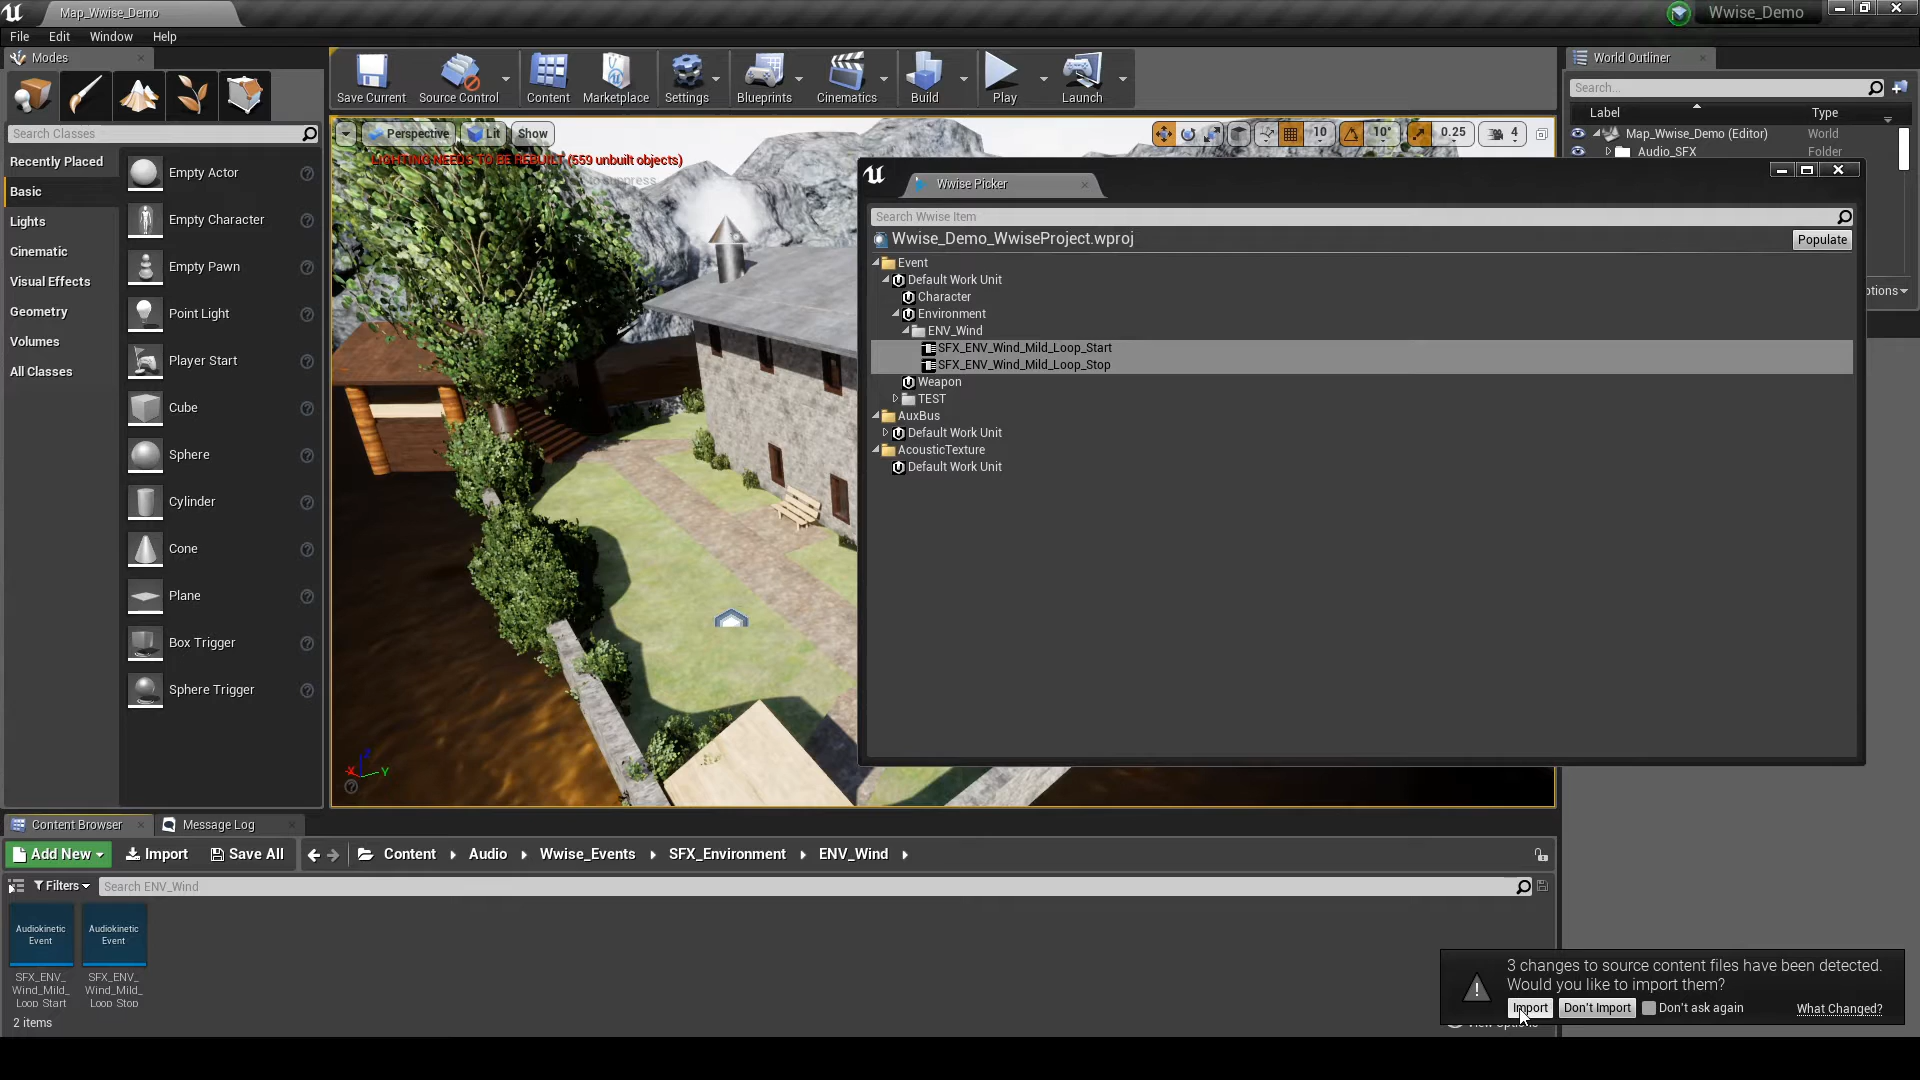 Map_Wwise_Demo
Wwise_Demo
File
Edit
Window
Help
Modes
Search Classes
Recently Placed
Basic
Lights
Cinematic
Visual Effects
Geometry
Volumes
All Classes
Empty Actor
Empty Character
Empty Pawn
Point Light
Player Start
Cube
Sphere
Cylinder
Cone
Plane
Box Trigger
Sphere Trigger
Save Current
Source Control
Content
Marketplace
Settings
Blueprints
Cinematics
Build
Play
Launch
Perspective
Lit
Show
10
10°
0.25
4
LIGHTING NEEDS TO BE REBUILT (559 unbuilt objects)
to suppress
X
Y
Z
World Outliner
Search...
Label
Type
Map_Wwise_Demo (Editor)
World
Audio_SFX
Folder
ptions
Wwise Picker
Search Wwise Item
Wwise_Demo_WwiseProject.wproj
Populate
Event
Default Work Unit
Character
Environment
ENV_Wind
SFX_ENV_Wind_Mild_Loop_Start
SFX_ENV_Wind_Mild_Loop_Stop
Weapon
TEST
AuxBus
Default Work Unit
AcousticTexture
Default Work Unit
Content Browser
Message Log
Add New
Import
Save All
Content
Audio
Wwise_Events
SFX_Environment
ENV_Wind
Filters
Search ENV_Wind
Audiokinetic
Event
SFX_ENV_
Wind_Mild_
Loop_Start
Audiokinetic
Event
SFX_ENV_
Wind_Mild_
Loop_Stop
2 items
View Options
3 changes to source content files have been detected.
Would you like to import them?
Import
Don't Import
Don't ask again
What Changed?